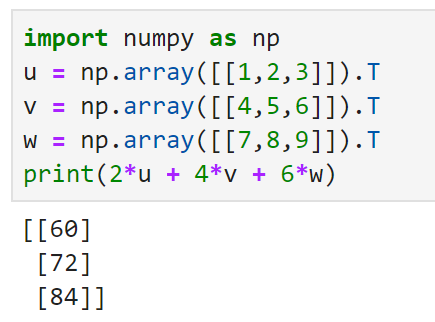 import numpy as np
u = np.array([[1,2,3]]).T
v = np.array([[4,5,6]]).T
w = np.array([[7,8,9]]).T
print(2*u + 4*v + 6*w)
[[60]
 [72]
 [84]]